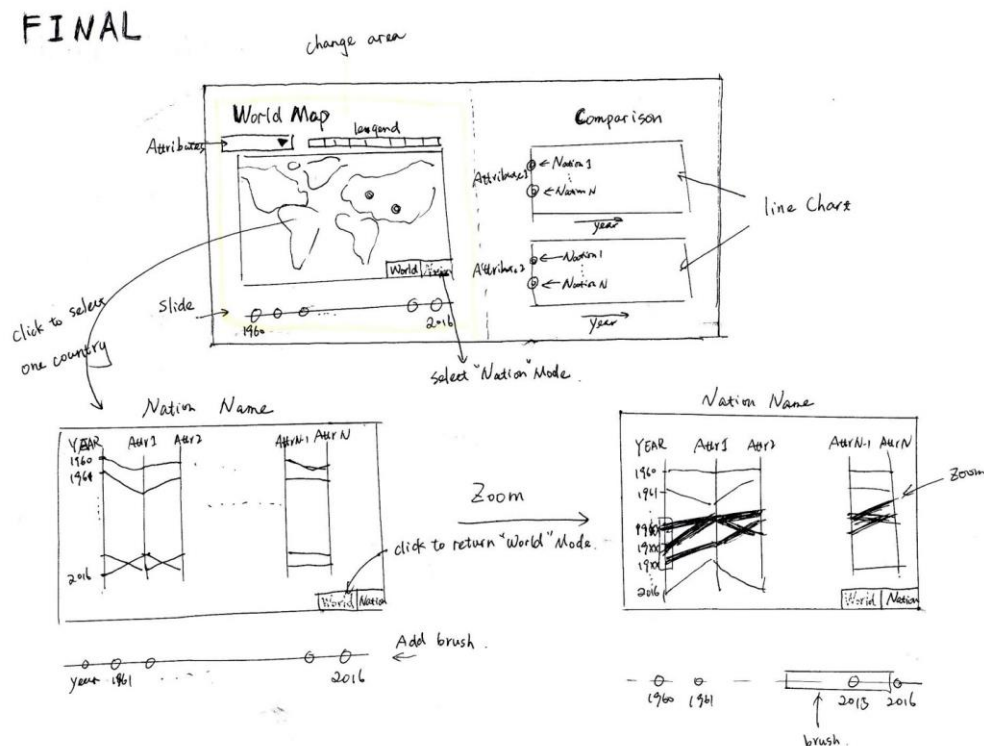 FINAL
change area
World Map
Comparison
Attributes
legend
Attributes1
Nation 1
Nation N
year
line Chart
Attributes2
Nation 1
Nation N
year
World
Slide
1960
2016
click to select
one country
select "Nation" Mode.
Nation Name
YEAR
Attr1
Attr2
AttrN-1
AttrN
1960
2016
World
Nation
Zoom
click to return "World" Mode.
Add brush.
year
1961
2016
Nation Name
YEAR
Attr1
Attr2
AttrN-1
AttrN
1960
1961
Zoom
2016
World
Nation
1960
1961
2013
2016
brush.